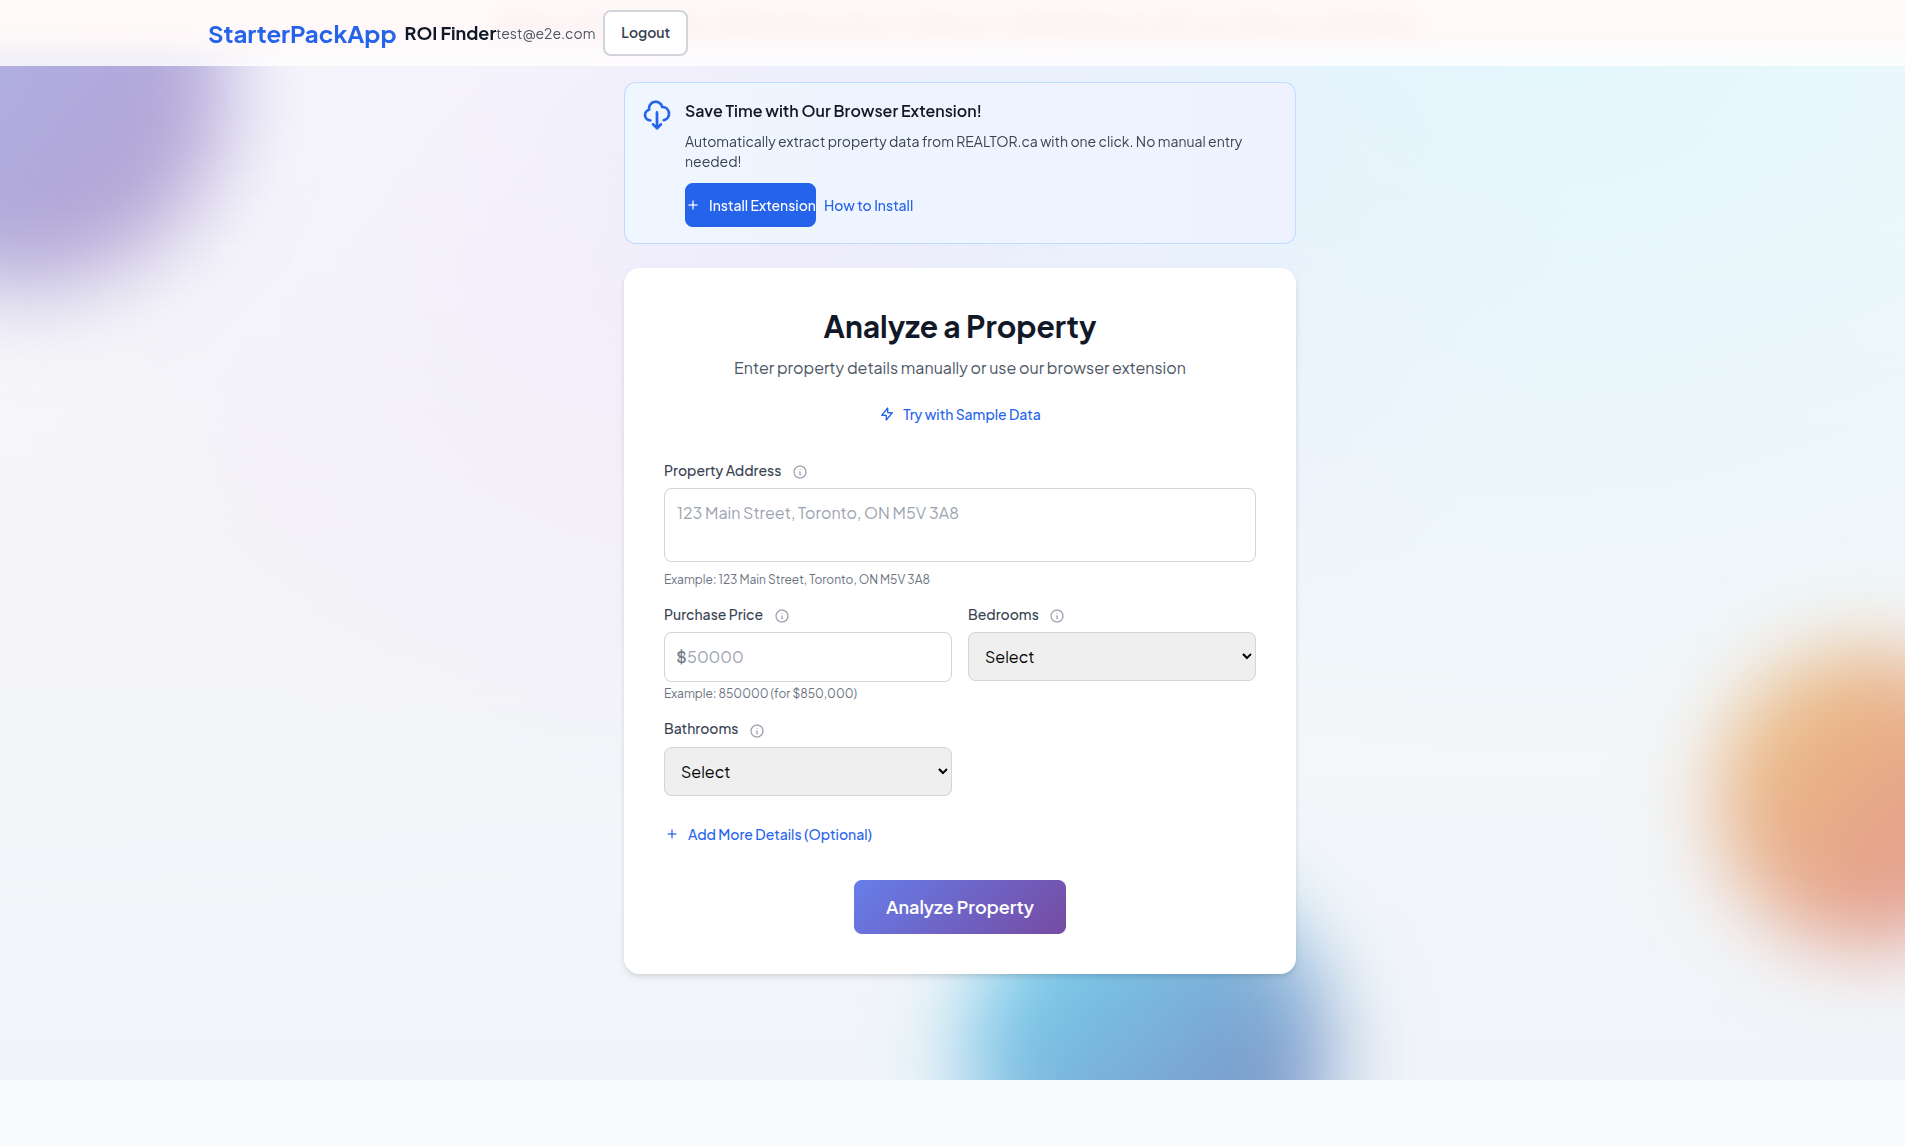 StarterPackApp ROI Finder test@e2e.com Logout
Save Time with Our Browser Extension!
Automatically extract property data from REALTOR.ca with one click. No manual entry
needed!
+ Install Extension How to Install
Analyze a Property
Enter property details manually or use our browser extension
Try with Sample Data
Property Address
123 Main Street, Toronto, ON M5V 3A8
Example: 123 Main Street, Toronto, ON M5V 3A8
Purchase Price Bedrooms
$50000 Select
Example: 850000 (for $850,000)
Bathrooms
Select
+ Add More Details (Optional)
Analyze Property